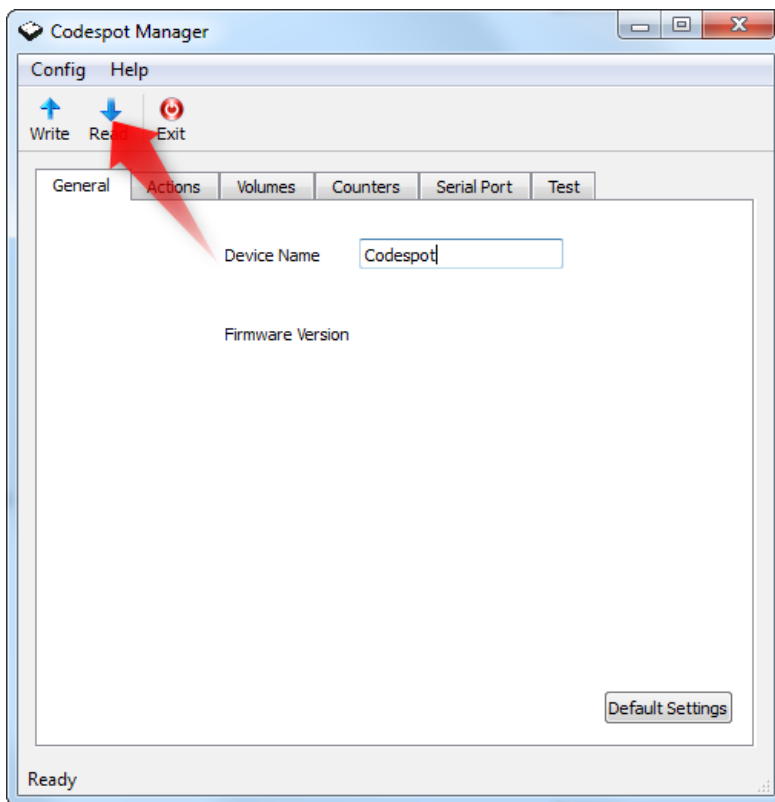 Codespot Manager
Config Help
Write Read Exit
General Actions Volumes Counters Serial Port Test
Device Name Codespot
Firmware Version
Default Settings
Ready